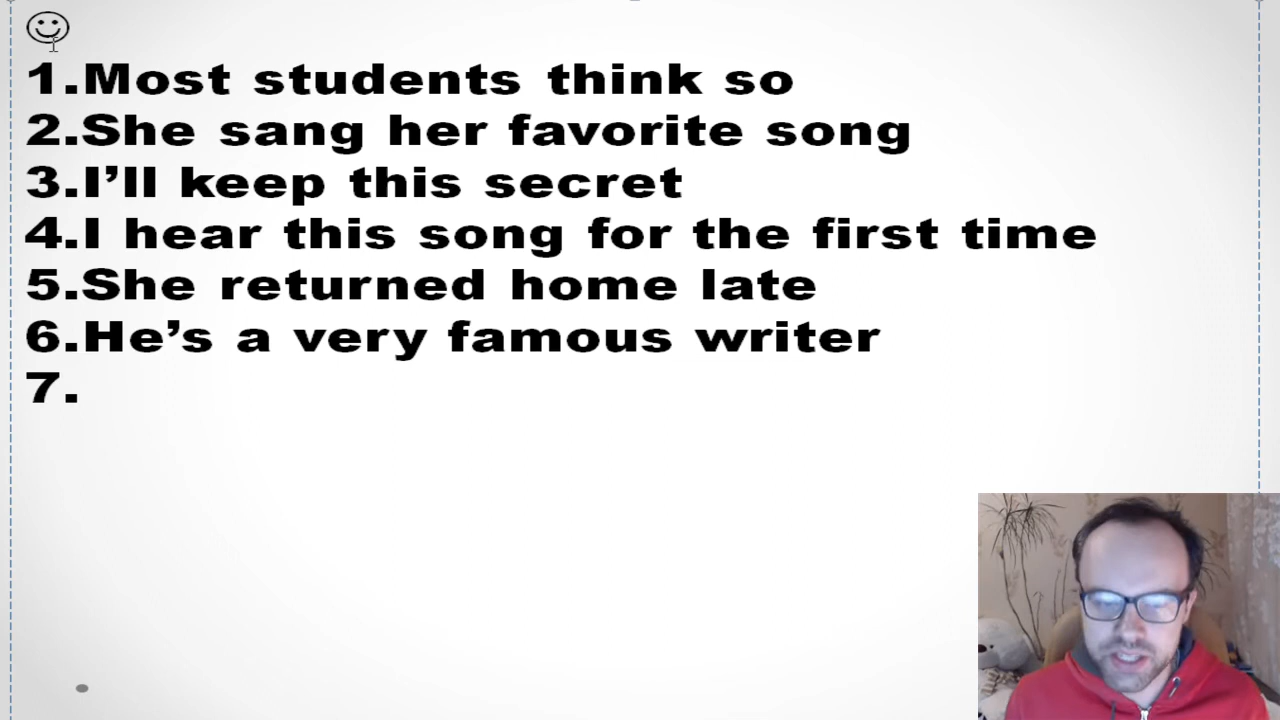 1.Most students think so
2.She sang her favorite song
3.I’ll keep this secret
4.I hear this song for the first time
5.She returned home late
6.He’s a very famous writer
7.